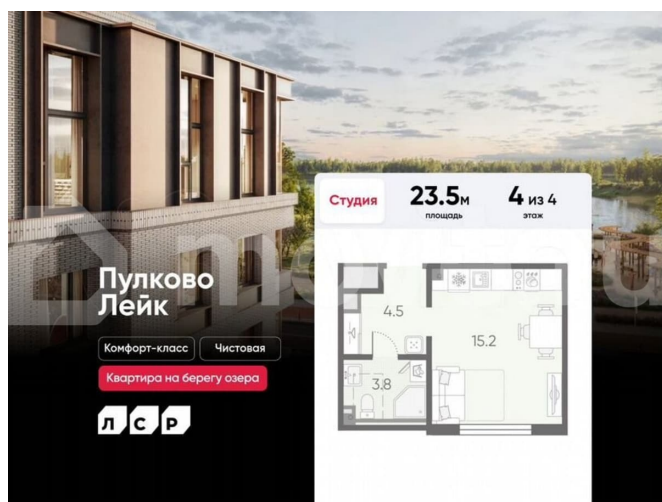 Студия
23.5м
площадь
4 из 4
этаж
Пулково
Лейк
Комфорт-класс
Чистовая
Квартира на берегу озера
ЛСР
4.5
15.2
3.8